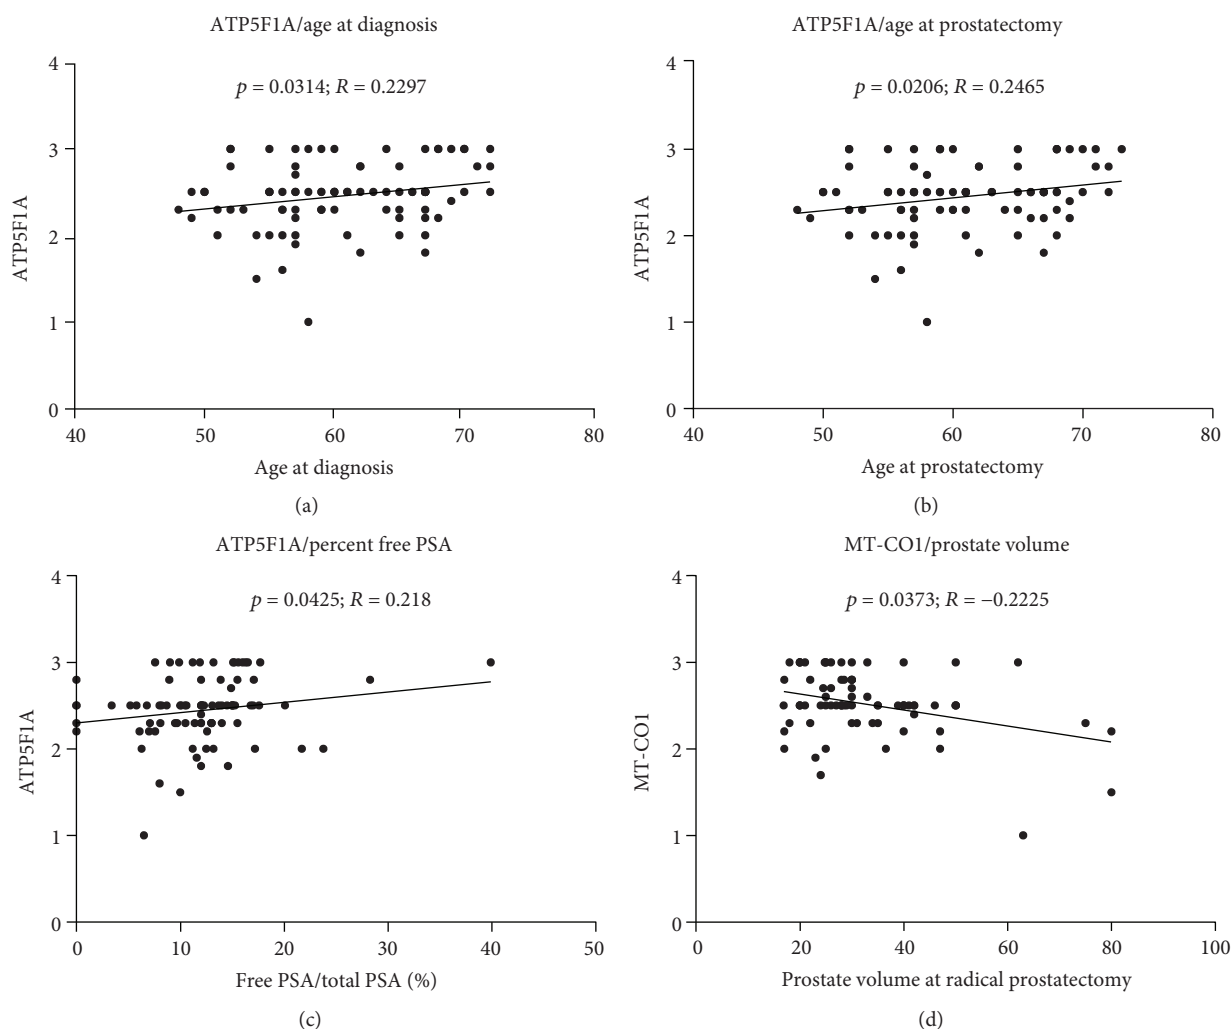 ATP5F1A/age at diagnosis
p = 0.0314; R = 0.2297
4
3
2
1
0
ATP5F1A
40
50
60
70
80
Age at diagnosis
(a)
ATP5F1A/age at prostatectomy
p = 0.0206; R = 0.2465
4
3
2
1
0
ATP5F1A
40
50
60
70
80
Age at prostatectomy
(b)
ATP5F1A/percent free PSA
p = 0.0425; R = 0.218
4
3
2
1
0
ATP5F1A
0
10
20
30
40
50
Free PSA/total PSA (%)
(c)
MT-CO1/prostate volume
p = 0.0373; R = −0.2225
4
3
2
1
0
MT-CO1
0
20
40
60
80
100
Prostate volume at radical prostatectomy
(d)